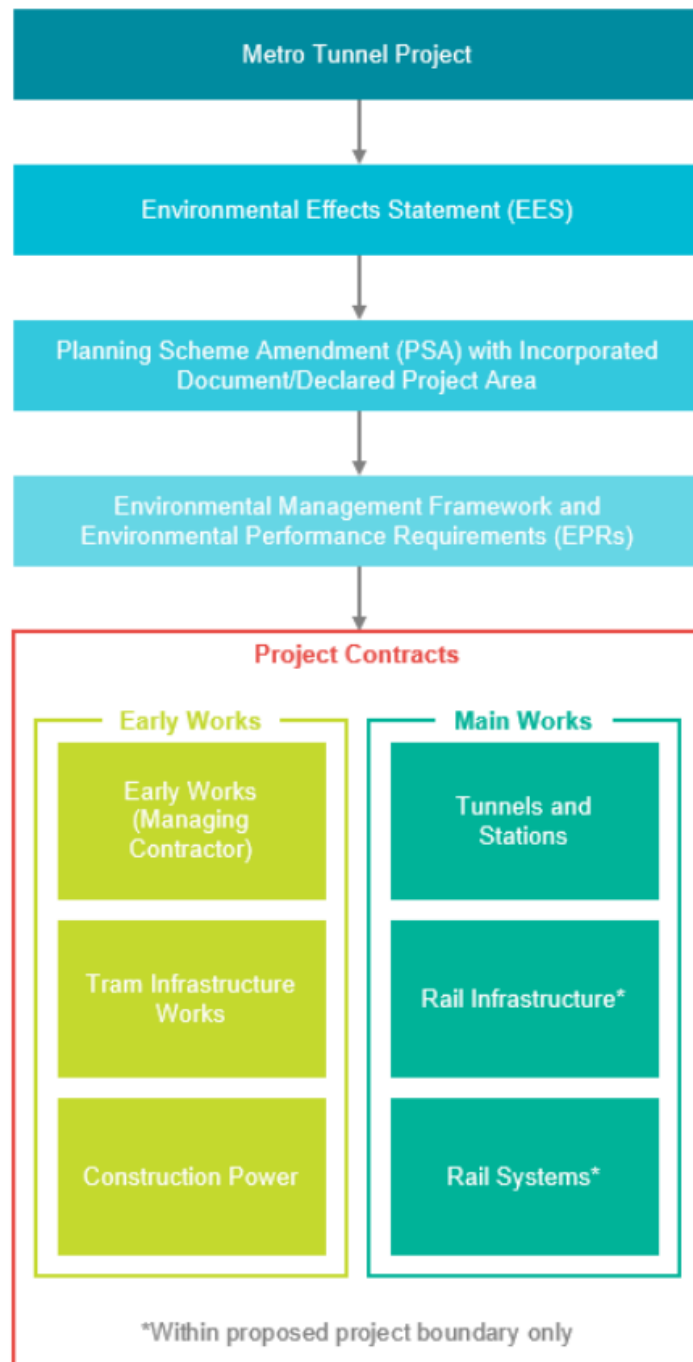 Metro Tunnel Project
Environmental Effects Statement (EES)
Planning Scheme Amendment (PSA) with Incorporated
Document/Declared Project Area
Environmental Management Framework and
Environmental Performance Requirements (EPRs)
Project Contracts
Early Works
Early Works
(Managing
Contractor)
Tram Infrastructure
Works
Construction Power
Main Works
Tunnels and
Stations
Rail Infrastructure*
Rail Systems*
*Within proposed project boundary only